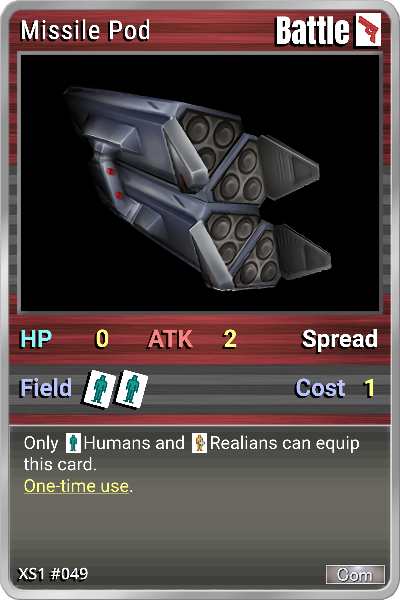 Missile Pod Battle
HP 0 ATK 2 Spread
Field Cost 1
Only Humans and Realians can equip
this card.
One-time use.
XS1 #049 Com